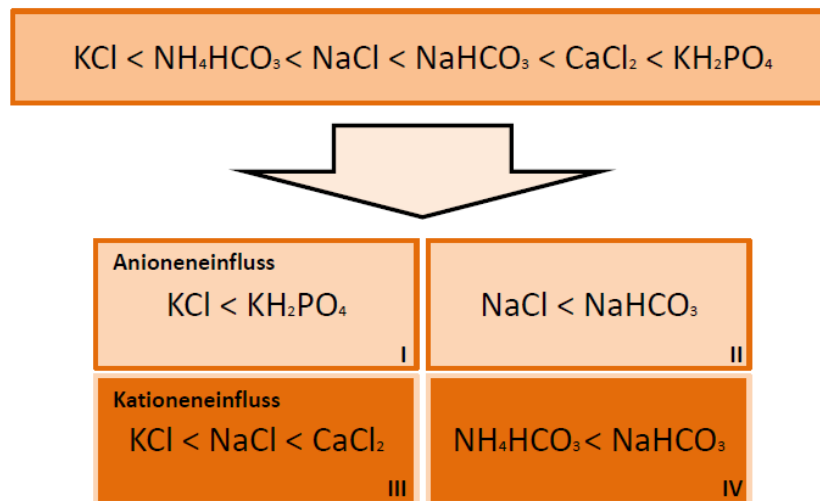 KCl < NH₄HCO₃ < NaCl < NaHCO₃ < CaCl₂ < KH₂PO₄
Anioneneinfluss
KCl < KH₂PO₄
I
NaCl < NaHCO₃
II
Kationeneinfluss
KCl < NaCl < CaCl₂
III
NH₄HCO₃ < NaHCO₃
IV